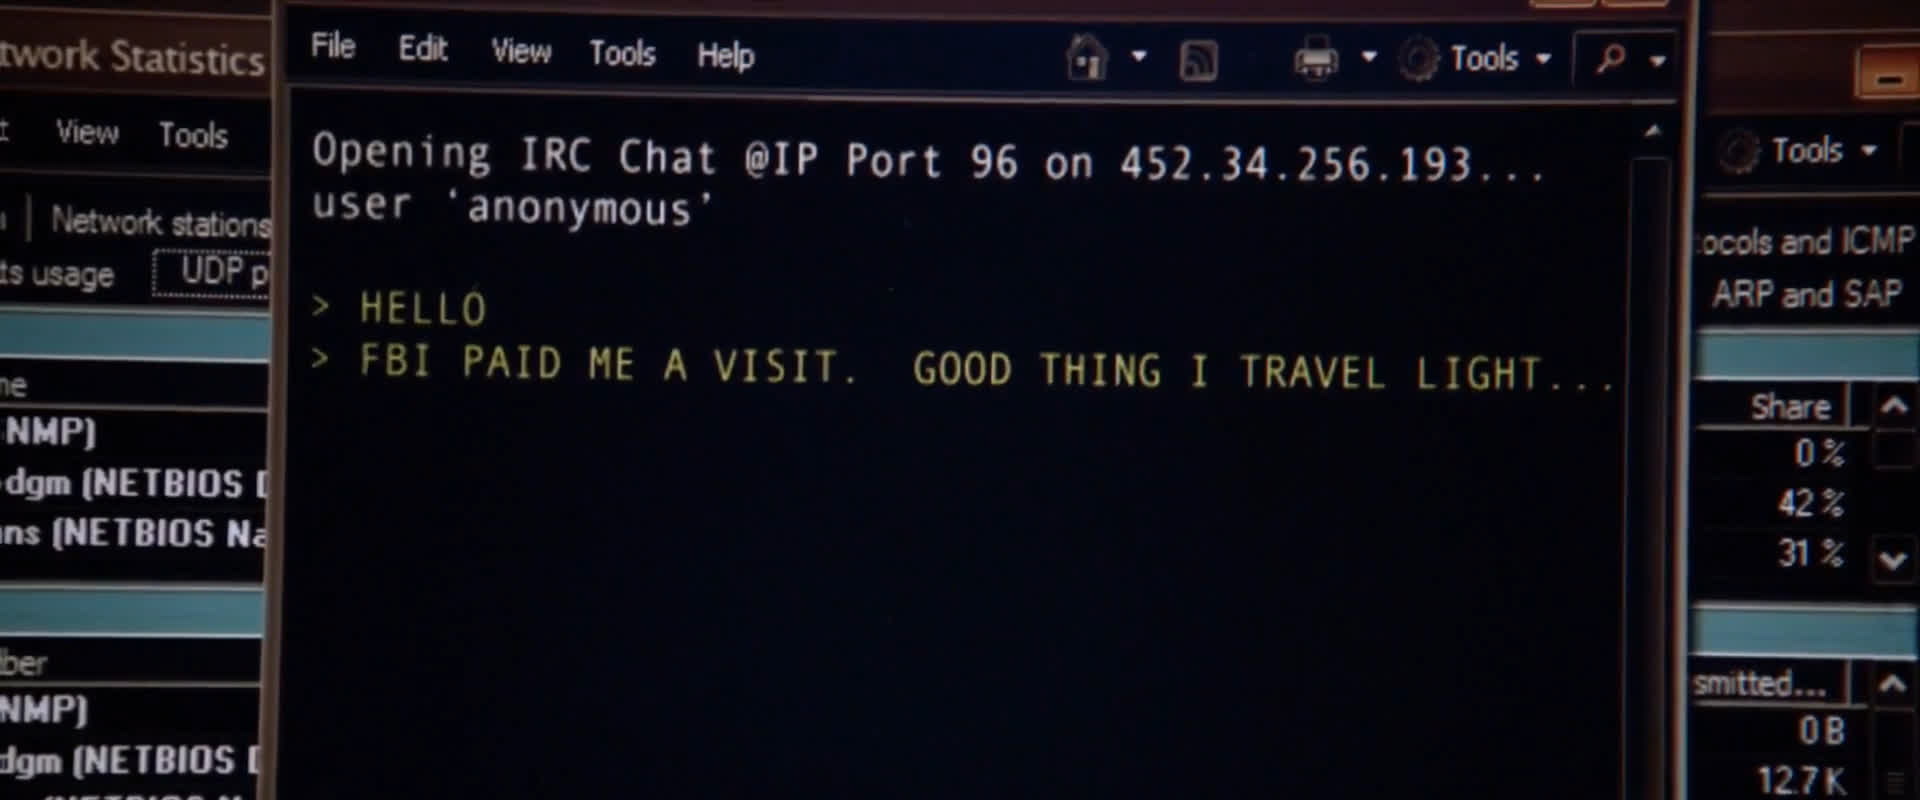 twork Statistics
File Edit View Tools Help
Tools
View Tools
Tools
Network stations
ts usage
UDP p
ocols and ICMP
ARP and SAP
Opening IRC Chat @IP Port 96 on 452.34.256.193...
user 'anonymous'
> HELLO
> FBI PAID ME A VISIT. GOOD THING I TRAVEL LIGHT...
me
NMP)
-dgm (NETBIOS D
ns (NETBIOS Na
Share
0 %
42 %
31 %
ber
NMP)
dgm (NETBIOS D
smitted...
0 B
12.7 K